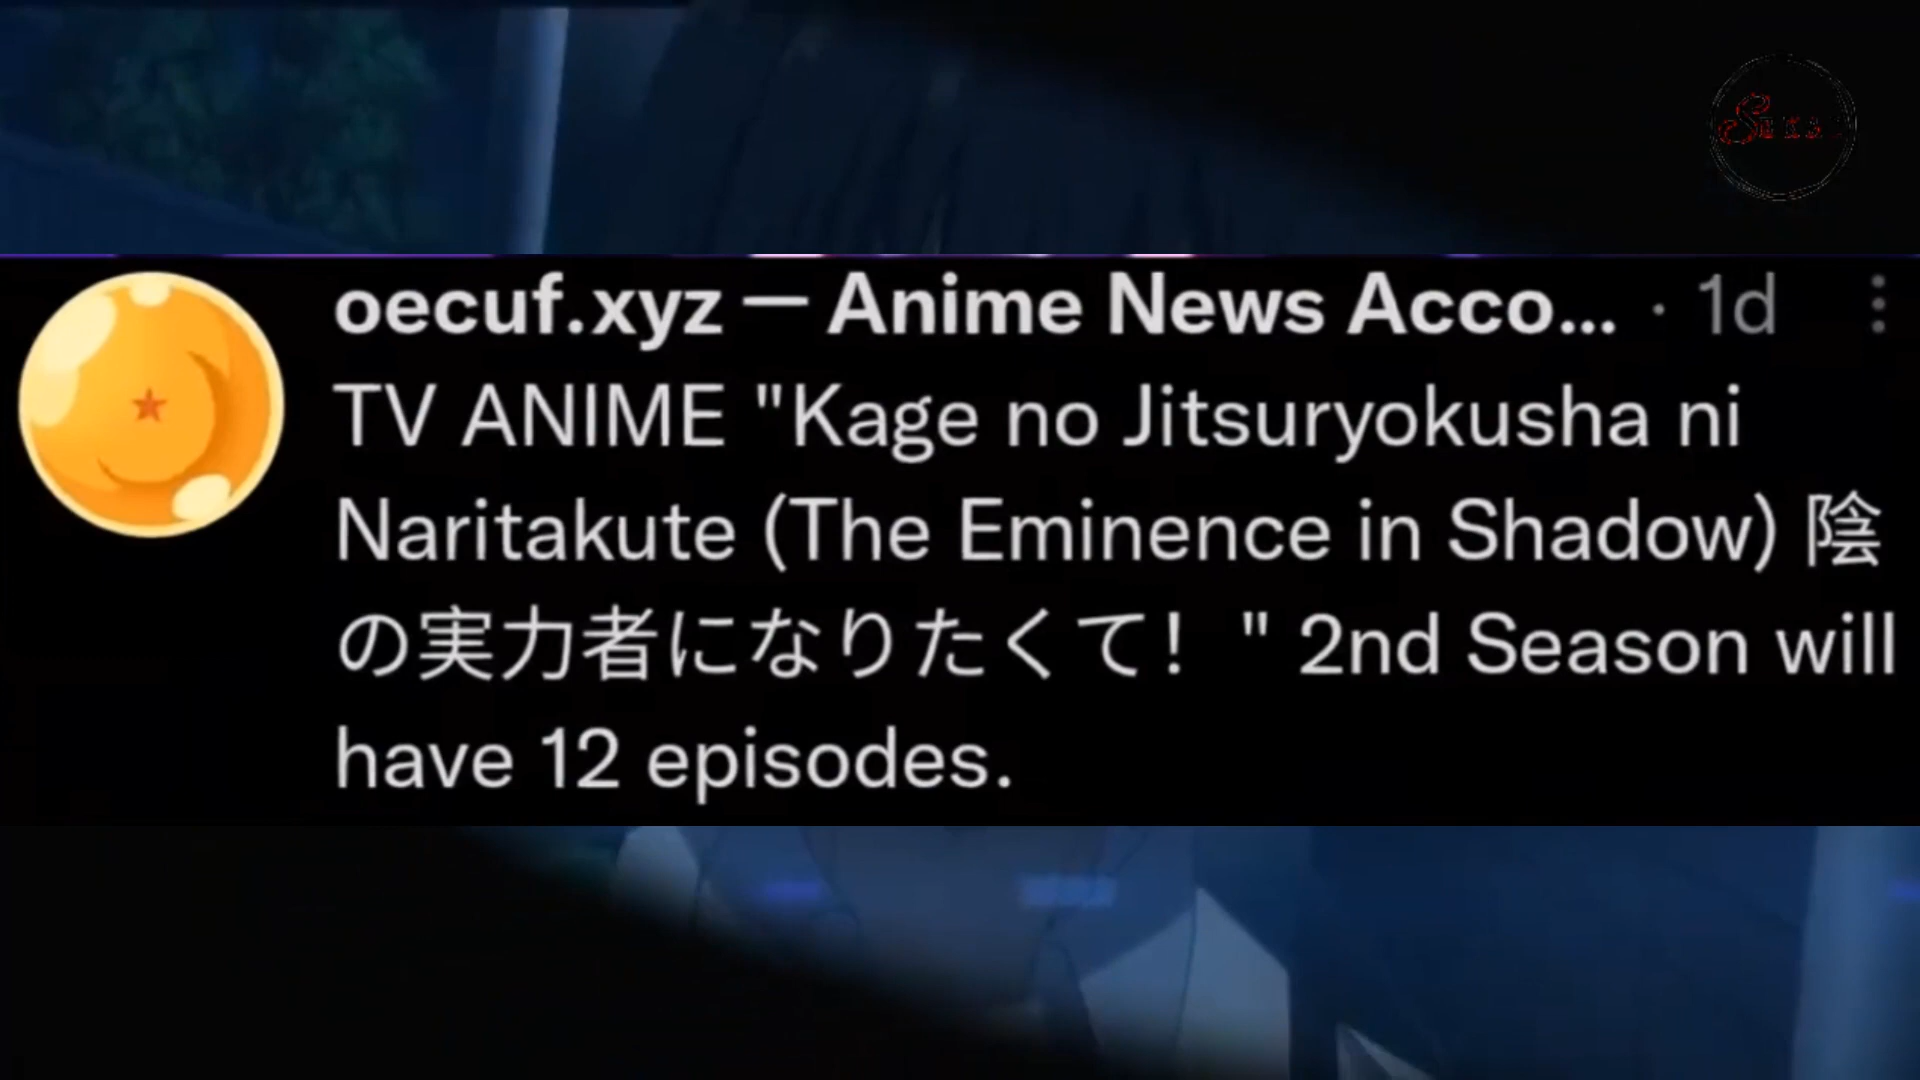 oecuf.xyz — Anime News Acco... · 1d
TV ANIME "Kage no Jitsuryokusha ni
Naritakute (The Eminence in Shadow) 陰
の実力者になりたくて！ " 2nd Season will
have 12 episodes.